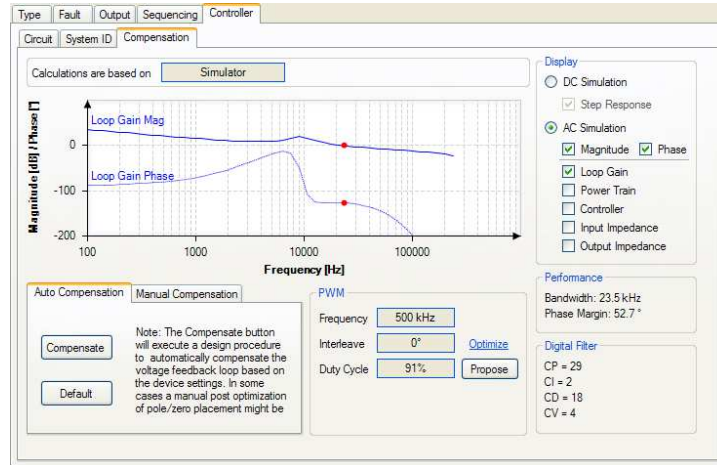 Type Fault Output Sequencing Controller
Circuit System ID Compensation
Calculations are based on Simulator
Magnitude [dB] / Phase [°]
Loop Gain Mag
Loop Gain Phase
0
-100
-200
100 1000 10000 100000
Frequency [Hz]
Auto Compensation Manual Compensation
Compensate
Default
Note: The Compensate button
will execute a design procedure
to automatically compensate the
voltage feedback loop based on
the device settings. In some
cases a manual post optimization
of pole/zero placement might be
PWM
Frequency 500 kHz
Interleave 0° Optimize
Duty Cycle 91% Propose
Display
DC Simulation
Step Response
AC Simulation
Magnitude Phase
Loop Gain
Power Train
Controller
Input Impedance
Output Impedance
Performance
Bandwidth: 23.5 kHz
Phase Margin: 52.7 °
Digital Filter
CP = 29
CI = 2
CD = 18
CV = 4